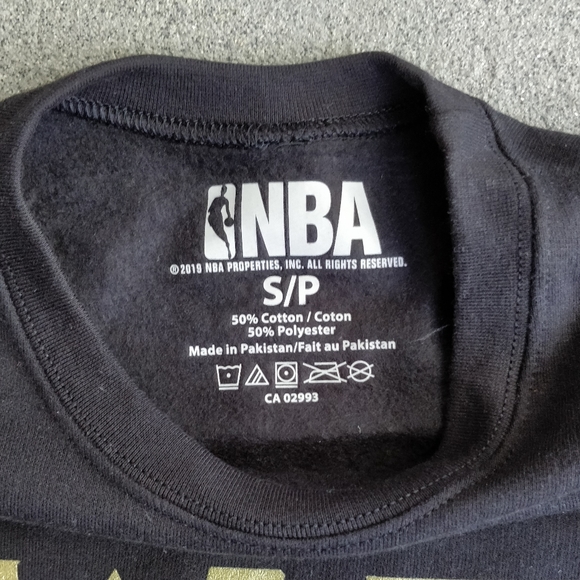 NBA
©2019 NBA PROPERTIES, INC. ALL RIGHTS RESERVED.
S/P
50% Cotton / Coton
50% Polyester
Made in Pakistan/Fait au Pakistan
CA 02993